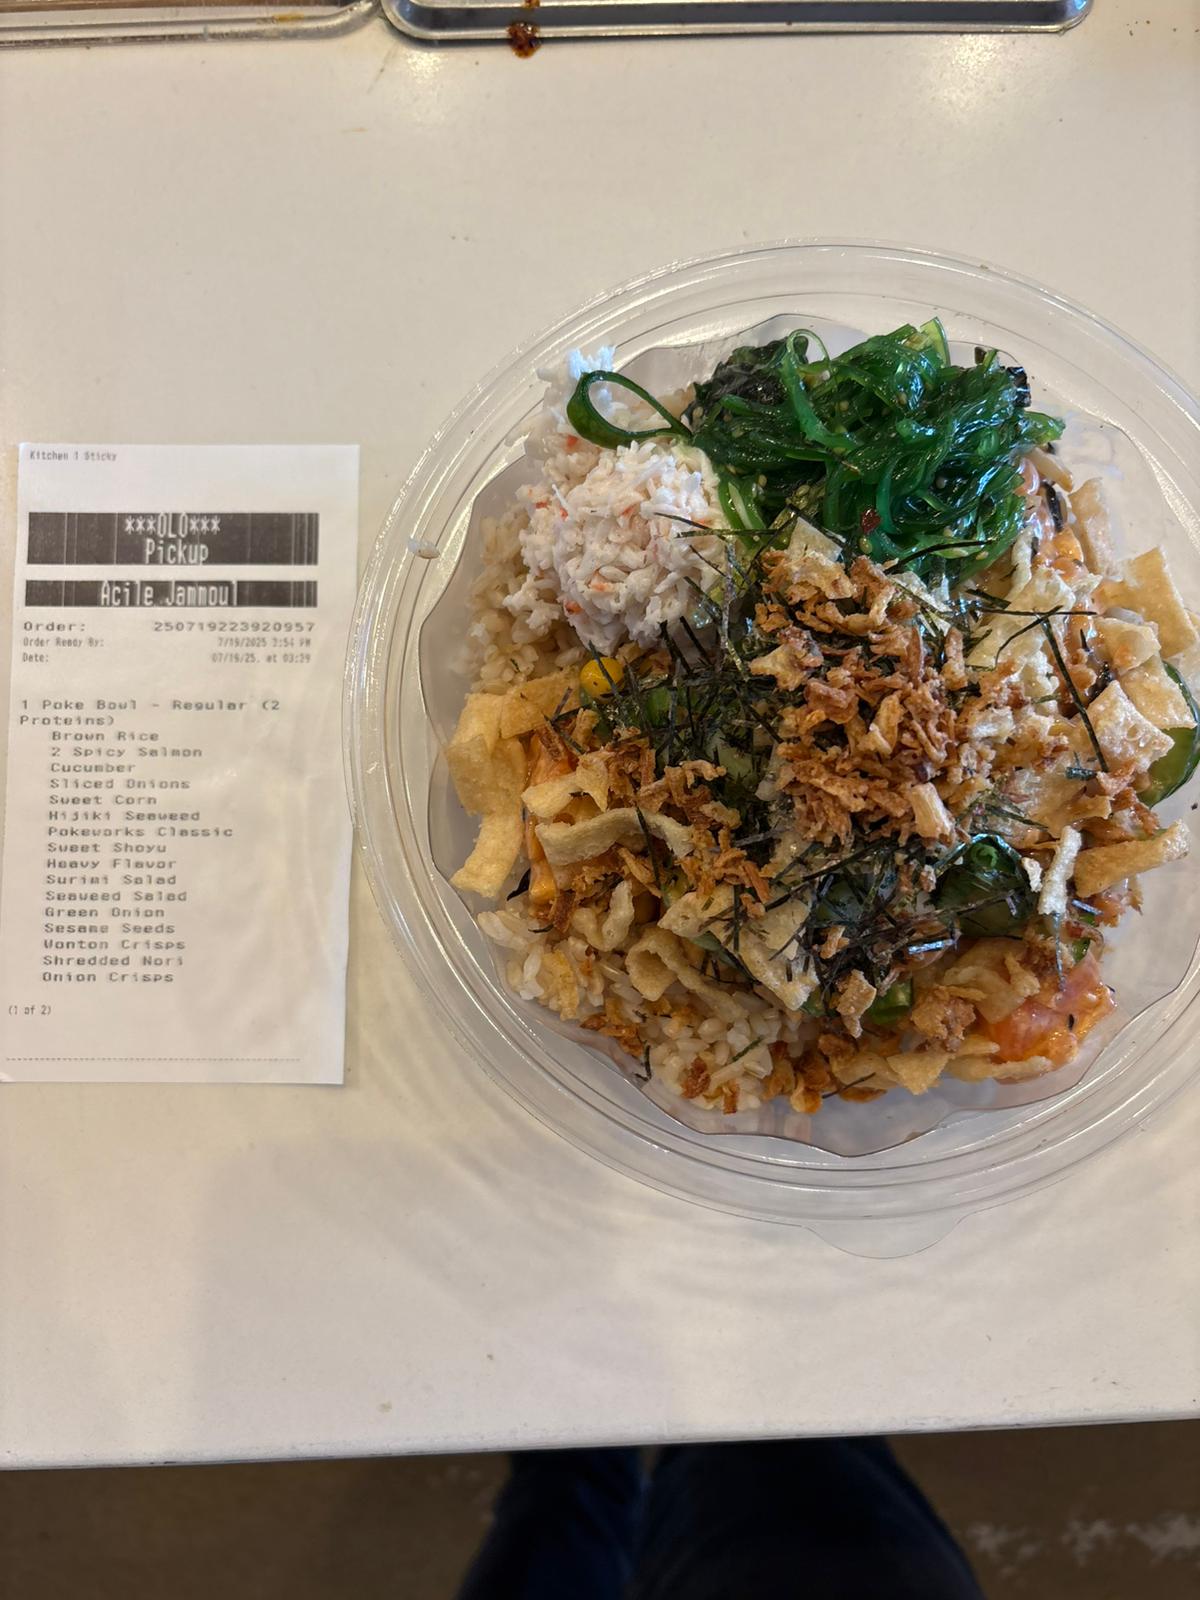 Kitchen 1 Sticky
***OLO***
Pickup
Acile Jammoul
Order: 250719223920957
Order Ready By: 7/19/2025 3:54 PM
Date: 07/19/25, at 03:39
1 Poke Bowl - Regular (2
Proteins)
Brown Rice
2 Spicy Salmon
Cucumber
Sliced Onions
Sweet Corn
Hijiki Seaweed
Pokeworks Classic
Sweet Shoyu
Heavy Flavor
Surimi Salad
Seaweed Salad
Green Onion
Sesame Seeds
Wonton Crisps
Shredded Nori
Onion Crisps
(1 of 2)